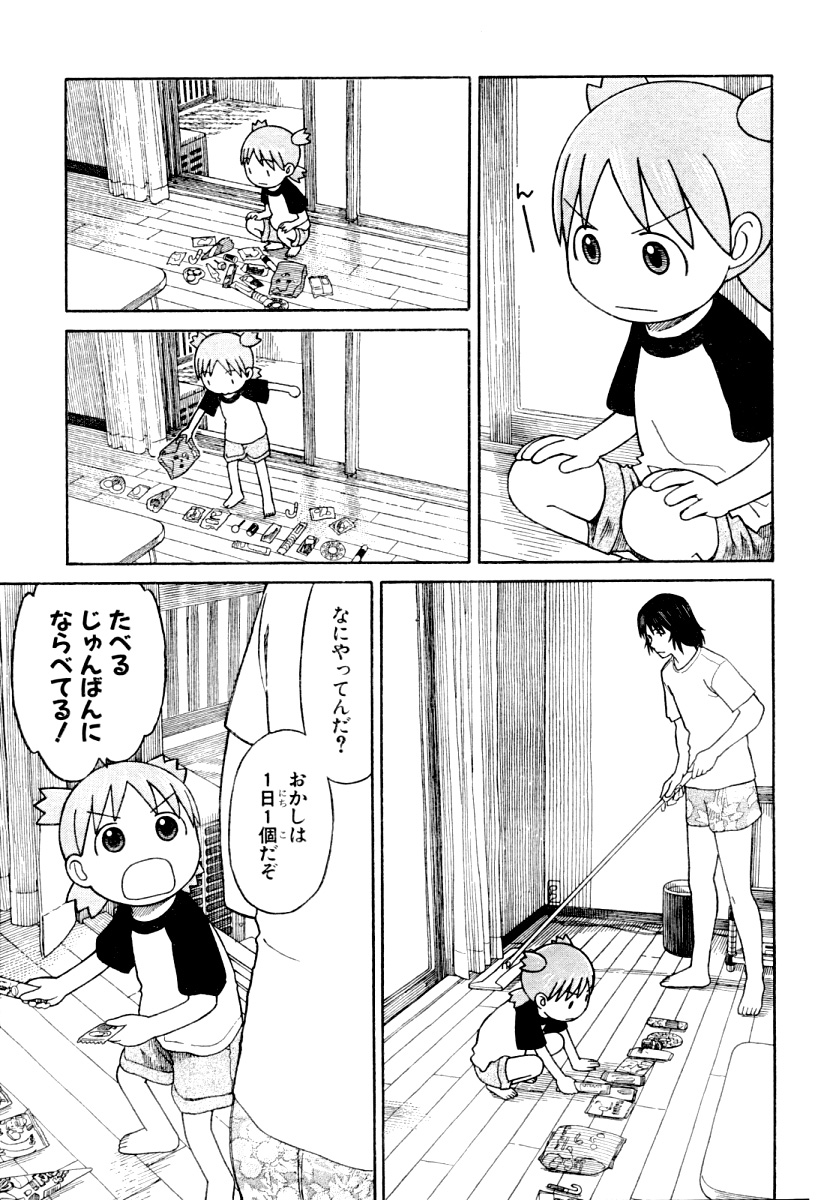 んー
なにやってんだ?
おかしは
1日1個だぞ
たべる
じゅんばんに
ならべてる!